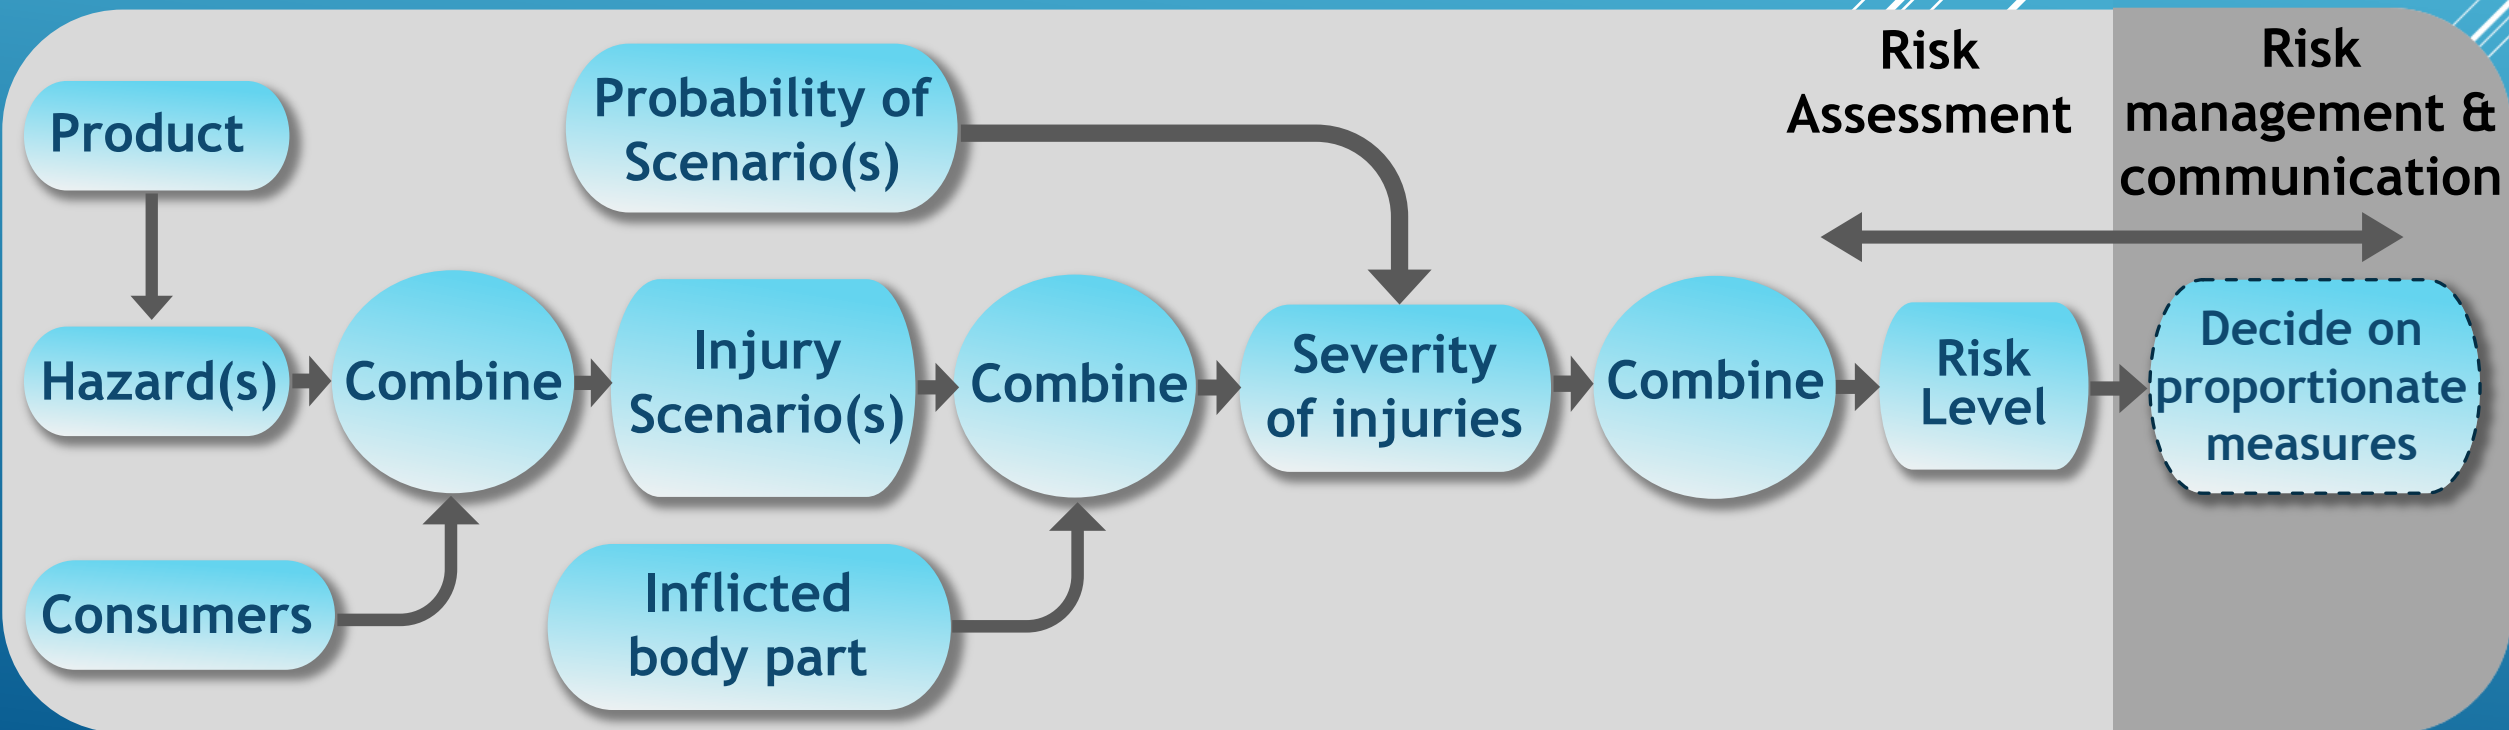 Product
Probability of
Scenario(s)
Risk
Assessment
Risk
management &
communication
Hazard(s)
Combine
Injury
Scenario(s)
Combine
Severity
of injuries
Combine
Risk
Level
Decide on
proportionate
measures
Consumers
Inflicted
body part